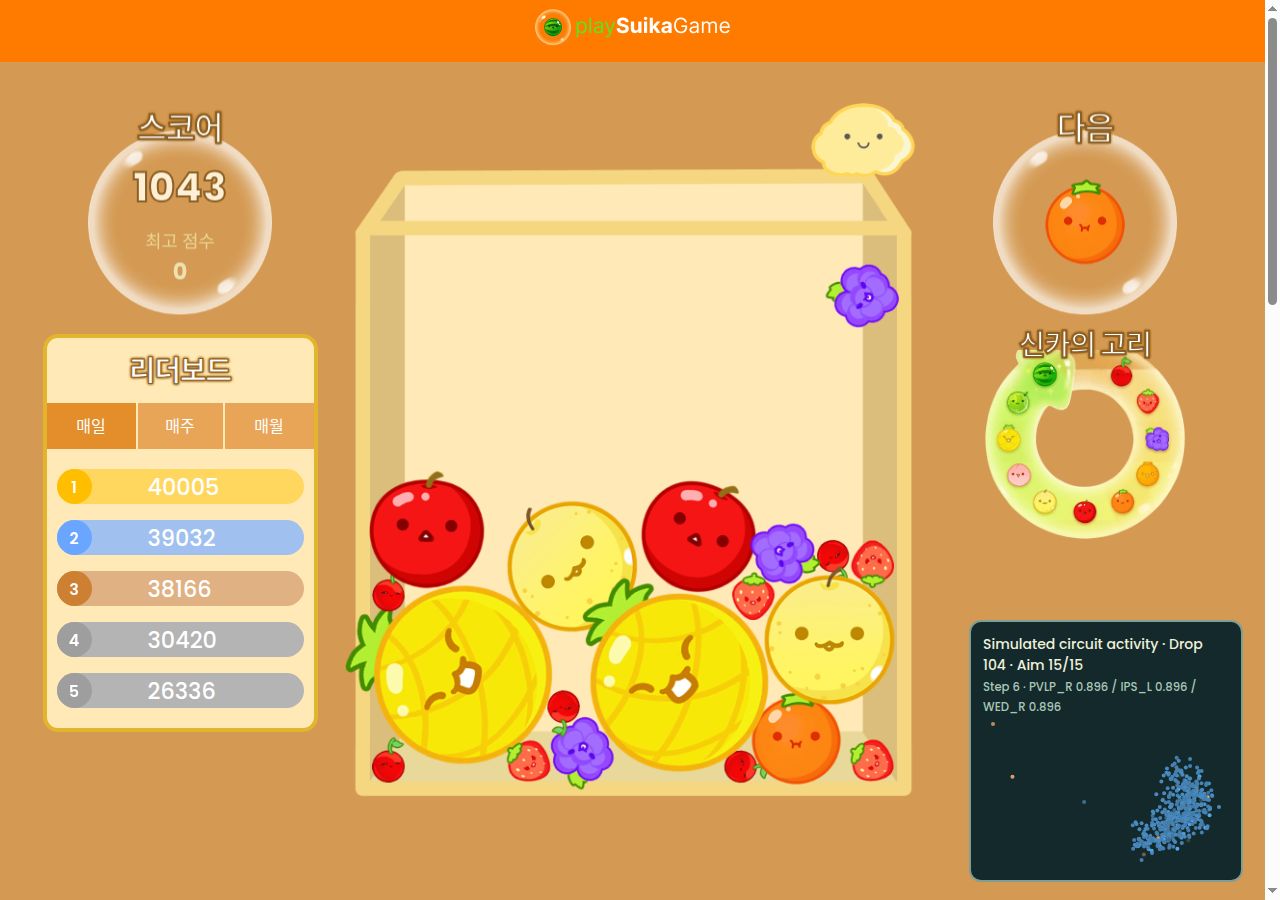 playSuikaGame
스코어
1043
최고 점수
0
다음
리더보드
매일 매주 매월
1 40005
2 39032
3 38166
4 30420
5 26336
신카의 고리
Simulated circuit activity · Drop
104 · Aim 15/15
Step 6 · PVLP_R 0.896 / IPS_L 0.896 /
WED_R 0.896